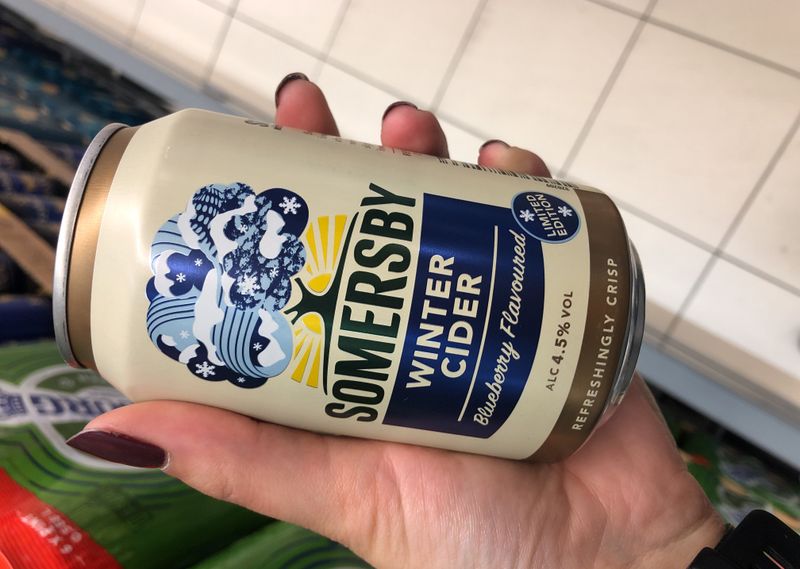 SOMERSBY
WINTER
CIDER
Blueberry Flavoured
LIMITED
EDITION
ALC 4.5% VOL
REFRESHINGLY CRISP